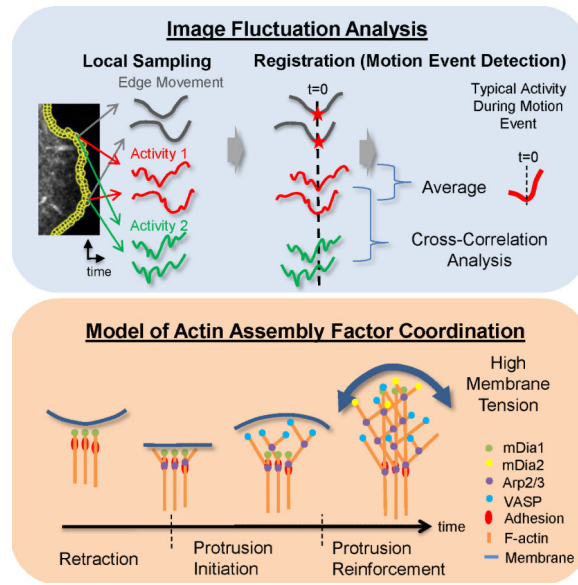 Image Fluctuation Analysis
Local Sampling
Edge Movement
Activity 1
Activity 2
time
Registration (Motion Event Detection)
t=0
Typical Activity
During Motion
Event
t=0
Average
Cross-Correlation
Analysis
Model of Actin Assembly Factor Coordination
High
Membrane
Tension
mDia1
mDia2
Arp2/3
VASP
Adhesion
F-actin
Membrane
time
Retraction
Protrusion
Initiation
Protrusion
Reinforcement